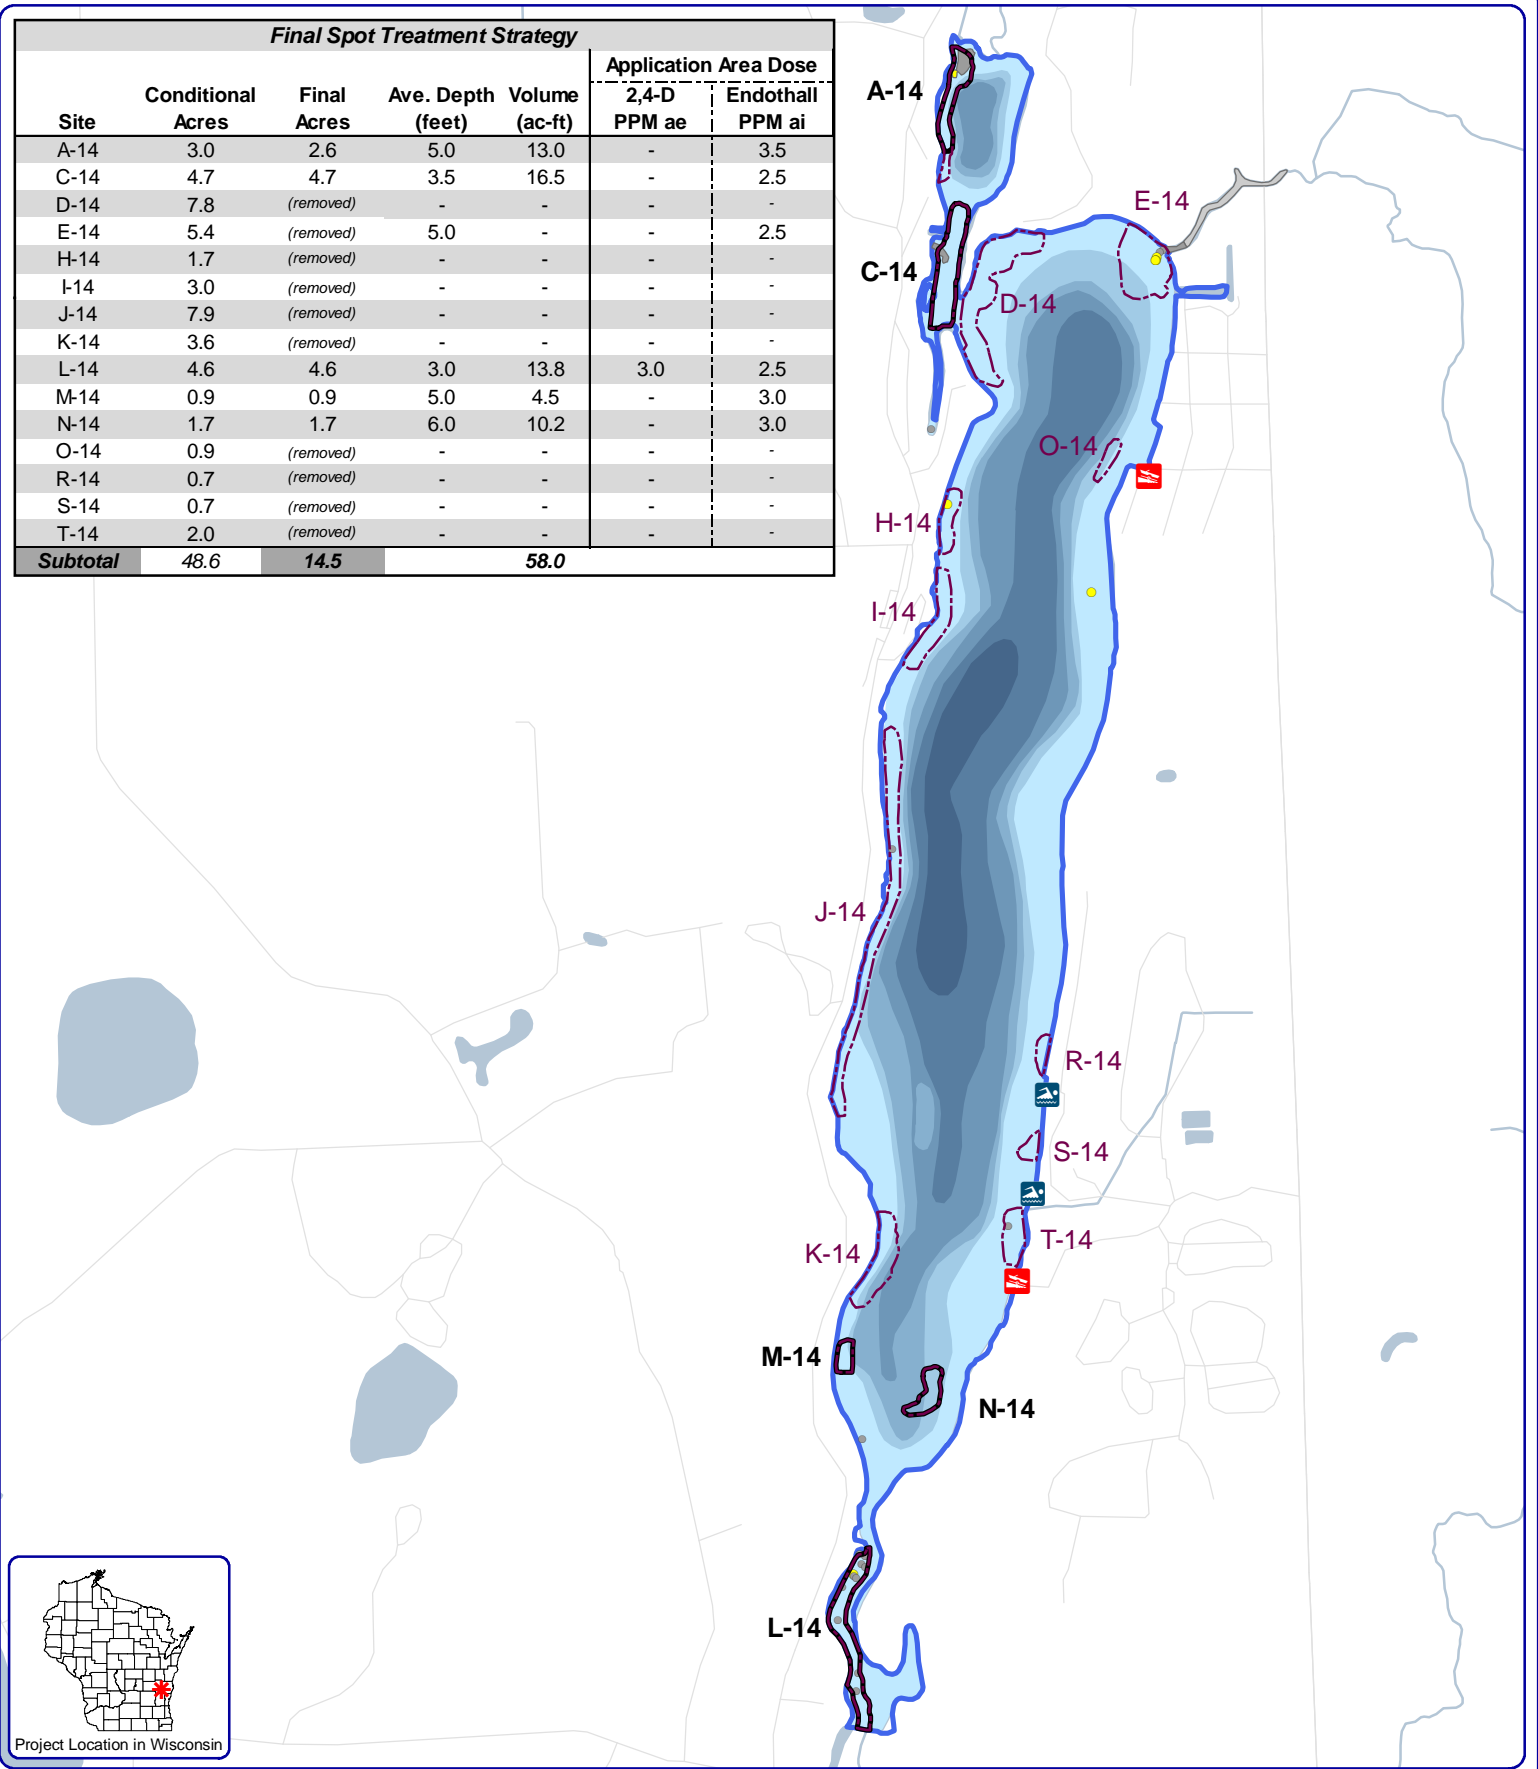 Final Spot Treatment Strategy
Application Area Dose
Conditional Final Ave. Depth Volume 2,4-D Endothall
Site Acres Acres (feet) (ac-ft) PPM ae PPM ai
A-14 3.0 2.6 5.0 13.0 - 3.5
C-14 4.7 4.7 3.5 16.5 - 2.5
D-14 7.8 (removed) - - - -
E-14 5.4 (removed) 5.0 - - 2.5
H-14 1.7 (removed) - - - -
I-14 3.0 (removed) - - - -
J-14 7.9 (removed) - - - -
K-14 3.6 (removed) - - - -
L-14 4.6 4.6 3.0 13.8 3.0 2.5
M-14 0.9 0.9 5.0 4.5 - 3.0
N-14 1.7 1.7 6.0 10.2 - 3.0
O-14 0.9 (removed) - - - -
R-14 0.7 (removed) - - - -
S-14 0.7 (removed) - - - -
T-14 2.0 (removed) - - - -
Subtotal 48.6 14.5 58.0
A-14
E-14
C-14
D-14
O-14
H-14
I-14
J-14
R-14
S-14
T-14
K-14
M-14
N-14
L-14
Project Location in Wisconsin